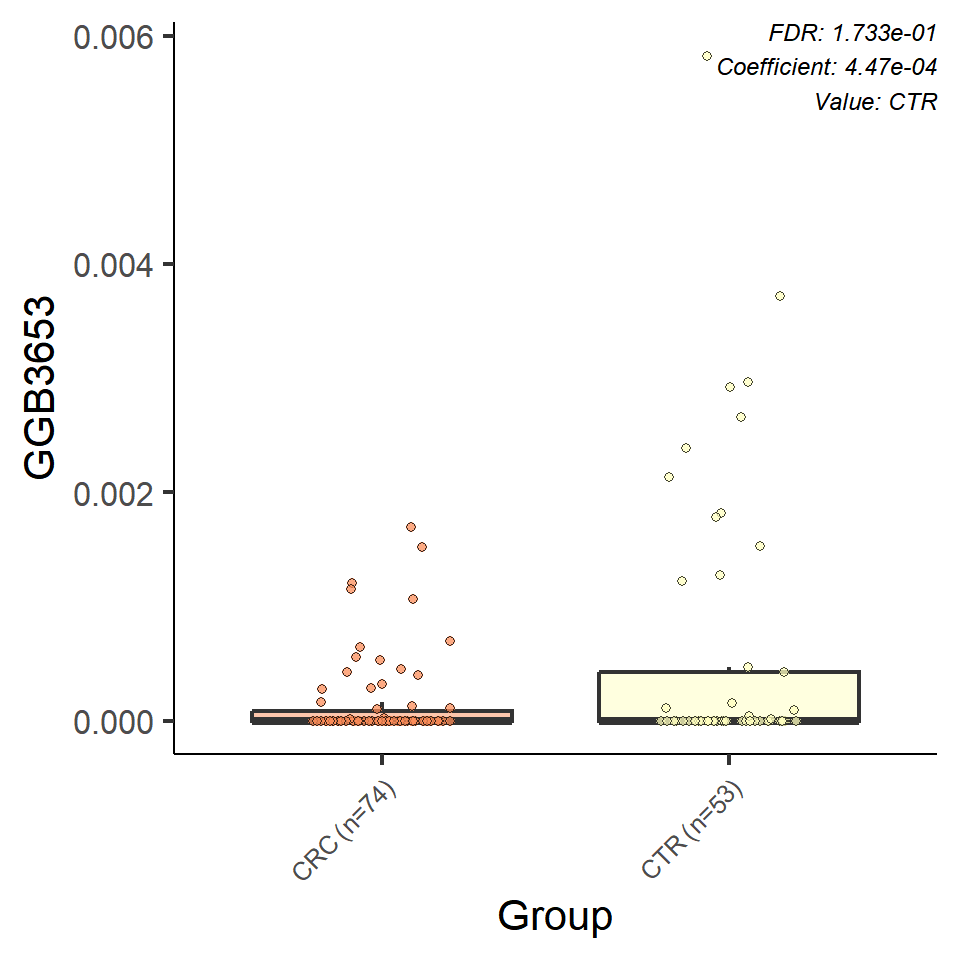 FDR: 1.733e-01
Coefficient: 4.47e-04
Value: CTR
0.006
0.004
0.002
0.000
GGB3653
CRC (n=74)
CTR (n=53)
Group